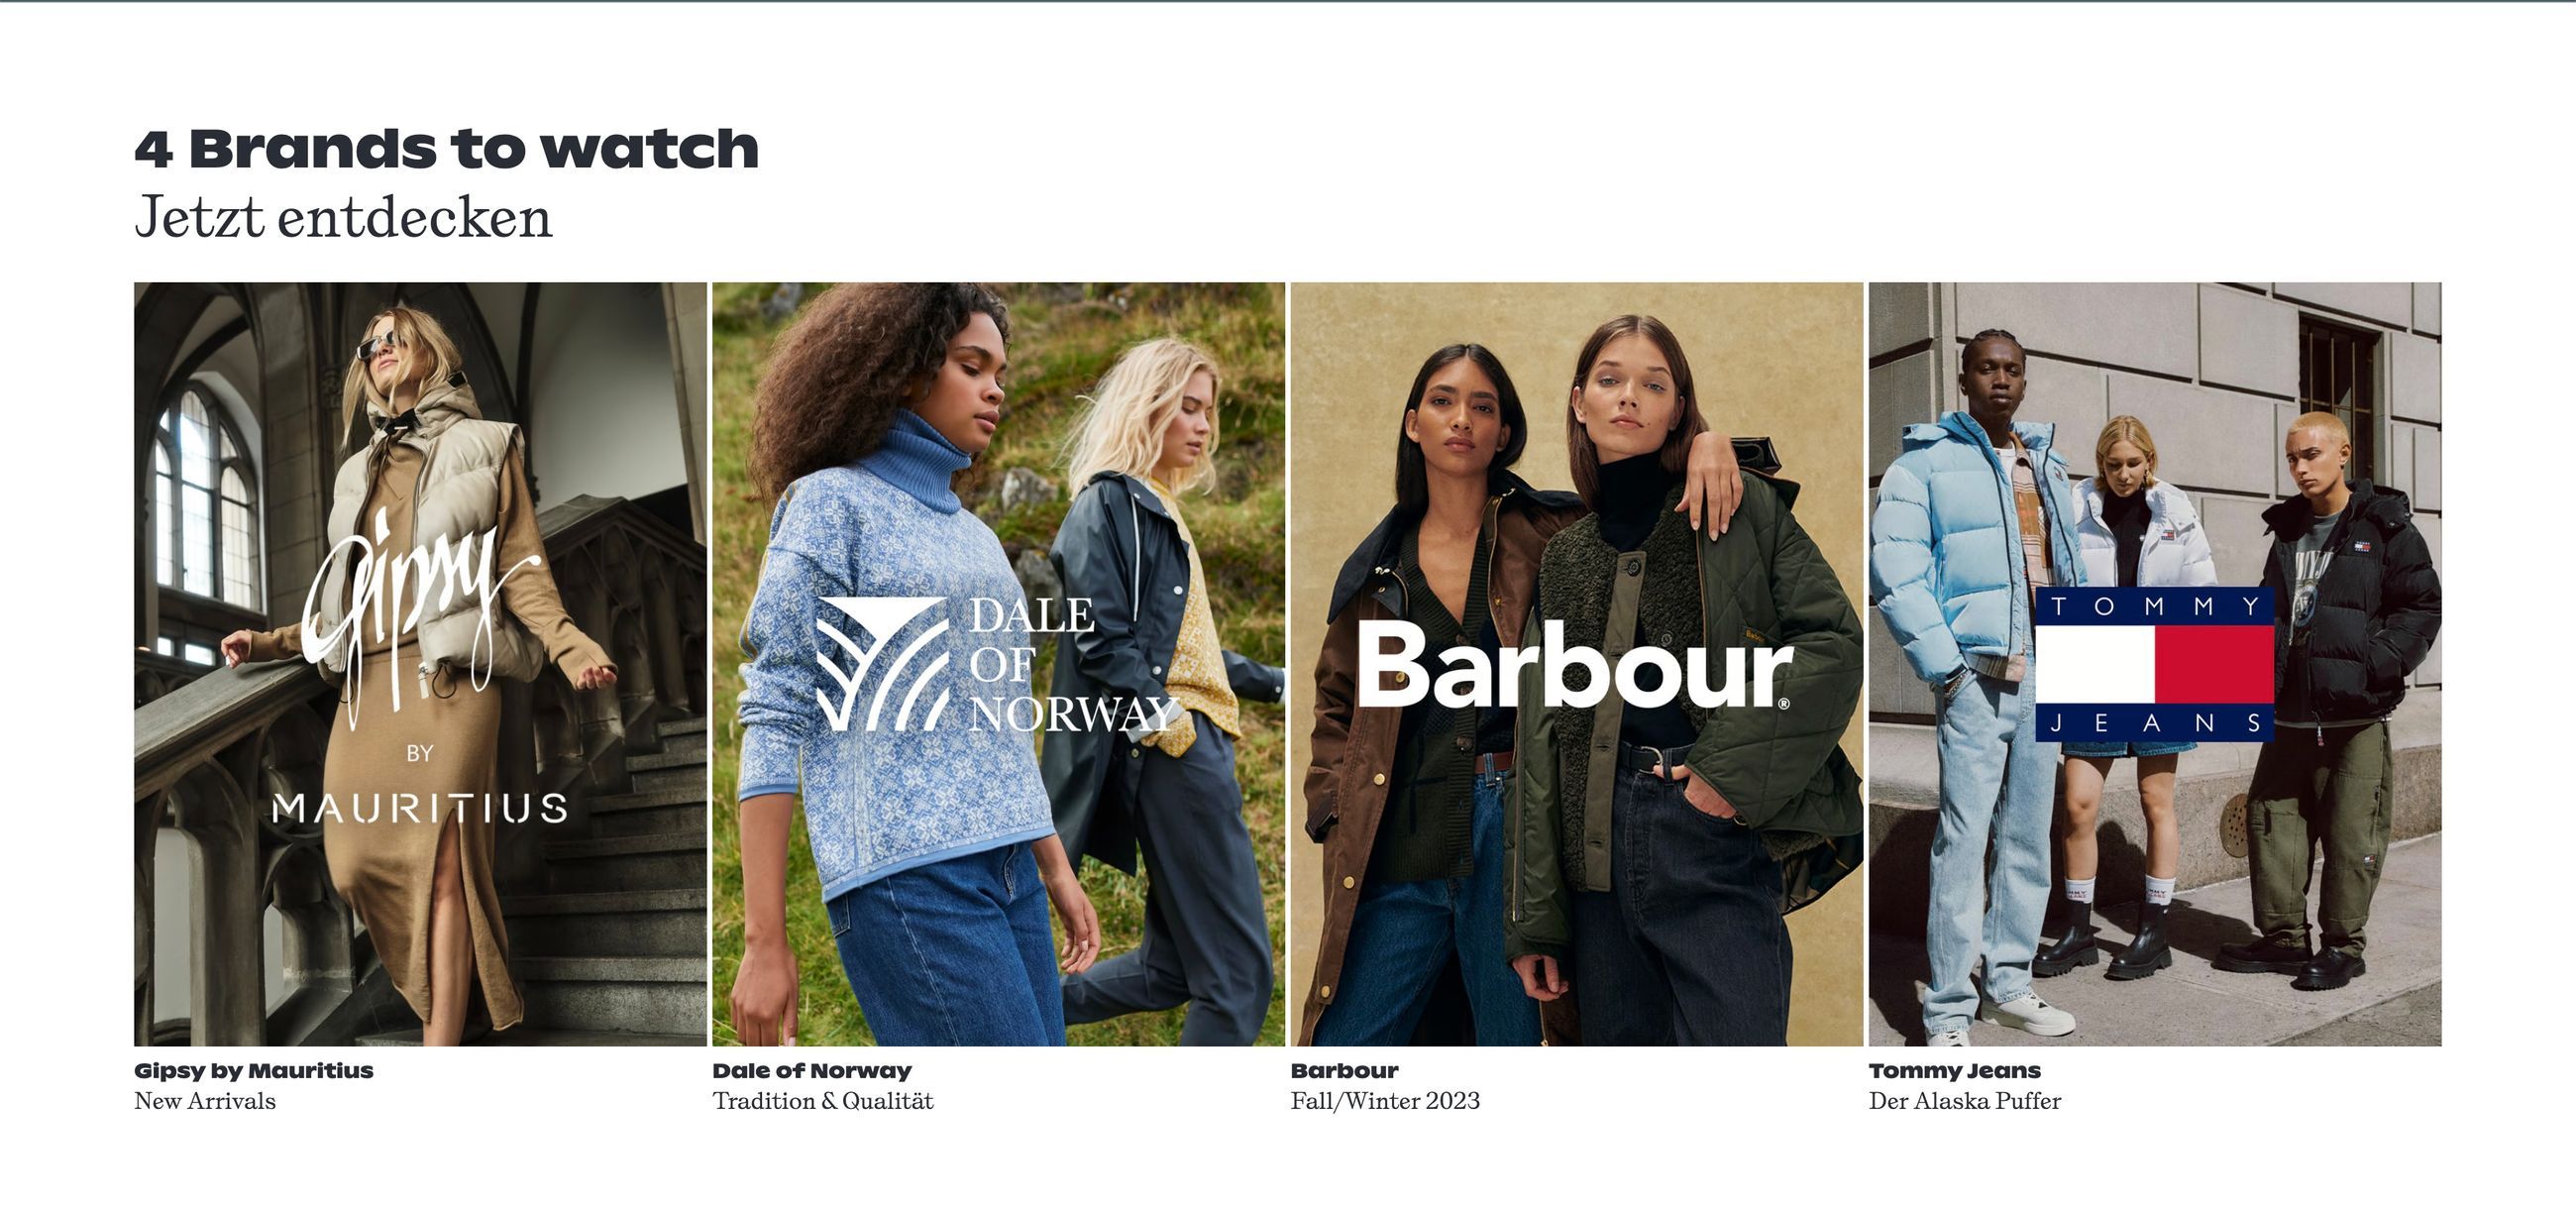 4 Brands to watch
Jetzt entdecken
Gipsy
BY
MAURITIUS
DALE
OF
NORWAY
Barbour®
TOMMY
JEANS
Gipsy by Mauritius
New Arrivals
Dale of Norway
Tradition & Qualität
Barbour
Fall/Winter 2023
Tommy Jeans
Der Alaska Puffer